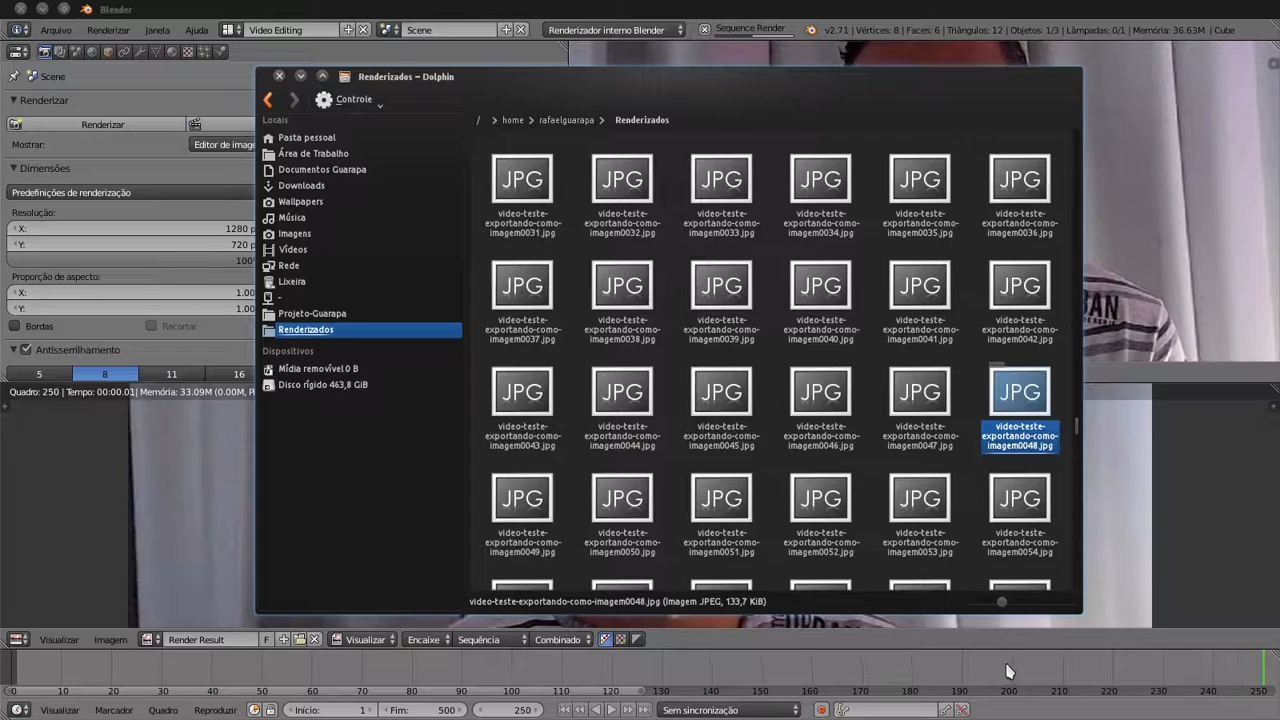 Blender
Arquivo Renderizar Janela Ajuda Video Editing Scene Renderizador interno Blender Sequence Render v2.71 | Vértices: 8 | Faces: 6 | Triângulos: 12 | Objetos: 1/3 | Lâmpadas: 0/1 | Memória: 36.63M | Cube
Scene
Renderizar
Renderizar
Mostrar: Editor de image
Dimensões
Predefinições de renderização
Resolução:
X: 1280 p
Y: 720 p
100°
Proporção de aspecto:
X: 1.00
Y: 1.00
Bordas Recortar
Antisserrilhamento
5 8 11 16
Quadro: 250 | Tempo: 00:00.01 | Memória: 33.09M (0.00M,
Renderizados – Dolphin
Controle
Locais
Pasta pessoal
Área de Trabalho
Documentos Guarapa
Downloads
Wallpapers
Música
Imagens
Vídeos
Rede
Lixeira
-
Projeto-Guarapa
Renderizados
Dispositivos
Mídia removível 0 B
Disco rígido 463,8 GiB
/ > home > rafaelguarapa > Renderizados
JPG JPG JPG JPG JPG JPG
video-teste- video-teste- video-teste- video-teste- video-teste- video-teste-
exportando-como- exportando-como- exportando-como- exportando-como- exportando-como- exportando-como-
imagem0031.jpg imagem0032.jpg imagem0033.jpg imagem0034.jpg imagem0035.jpg imagem0036.jpg
JPG JPG JPG JPG JPG JPG
video-teste- video-teste- video-teste- video-teste- video-teste- video-teste-
exportando-como- exportando-como- exportando-como- exportando-como- exportando-como- exportando-como-
imagem0037.jpg imagem0038.jpg imagem0039.jpg imagem0040.jpg imagem0041.jpg imagem0042.jpg
JPG JPG JPG JPG JPG JPG
video-teste- video-teste- video-teste- video-teste- video-teste- video-teste-
exportando-como- exportando-como- exportando-como- exportando-como- exportando-como- exportando-como-
imagem0043.jpg imagem0044.jpg imagem0045.jpg imagem0046.jpg imagem0047.jpg imagem0048.jpg
JPG JPG JPG JPG JPG JPG
video-teste- video-teste- video-teste- video-teste- video-teste- video-teste-
exportando-como- exportando-como- exportando-como- exportando-como- exportando-como- exportando-como-
imagem0049.jpg imagem0050.jpg imagem0051.jpg imagem0052.jpg imagem0053.jpg imagem0054.jpg
video-teste-exportando-como-imagem0048.jpg (Imagem JPEG, 133,7 KiB)
Visualizar Imagem Render Result F Visualizar Encaixe Sequência Combinado
0 10 20 30 40 50 60 70 80 90 100 110 120 130 140 150 160 170 180 190 200 210 220 230 240 250
Visualizar Marcador Quadro Reproduzir Início: 1 Fim: 500 250 Sem sincronização